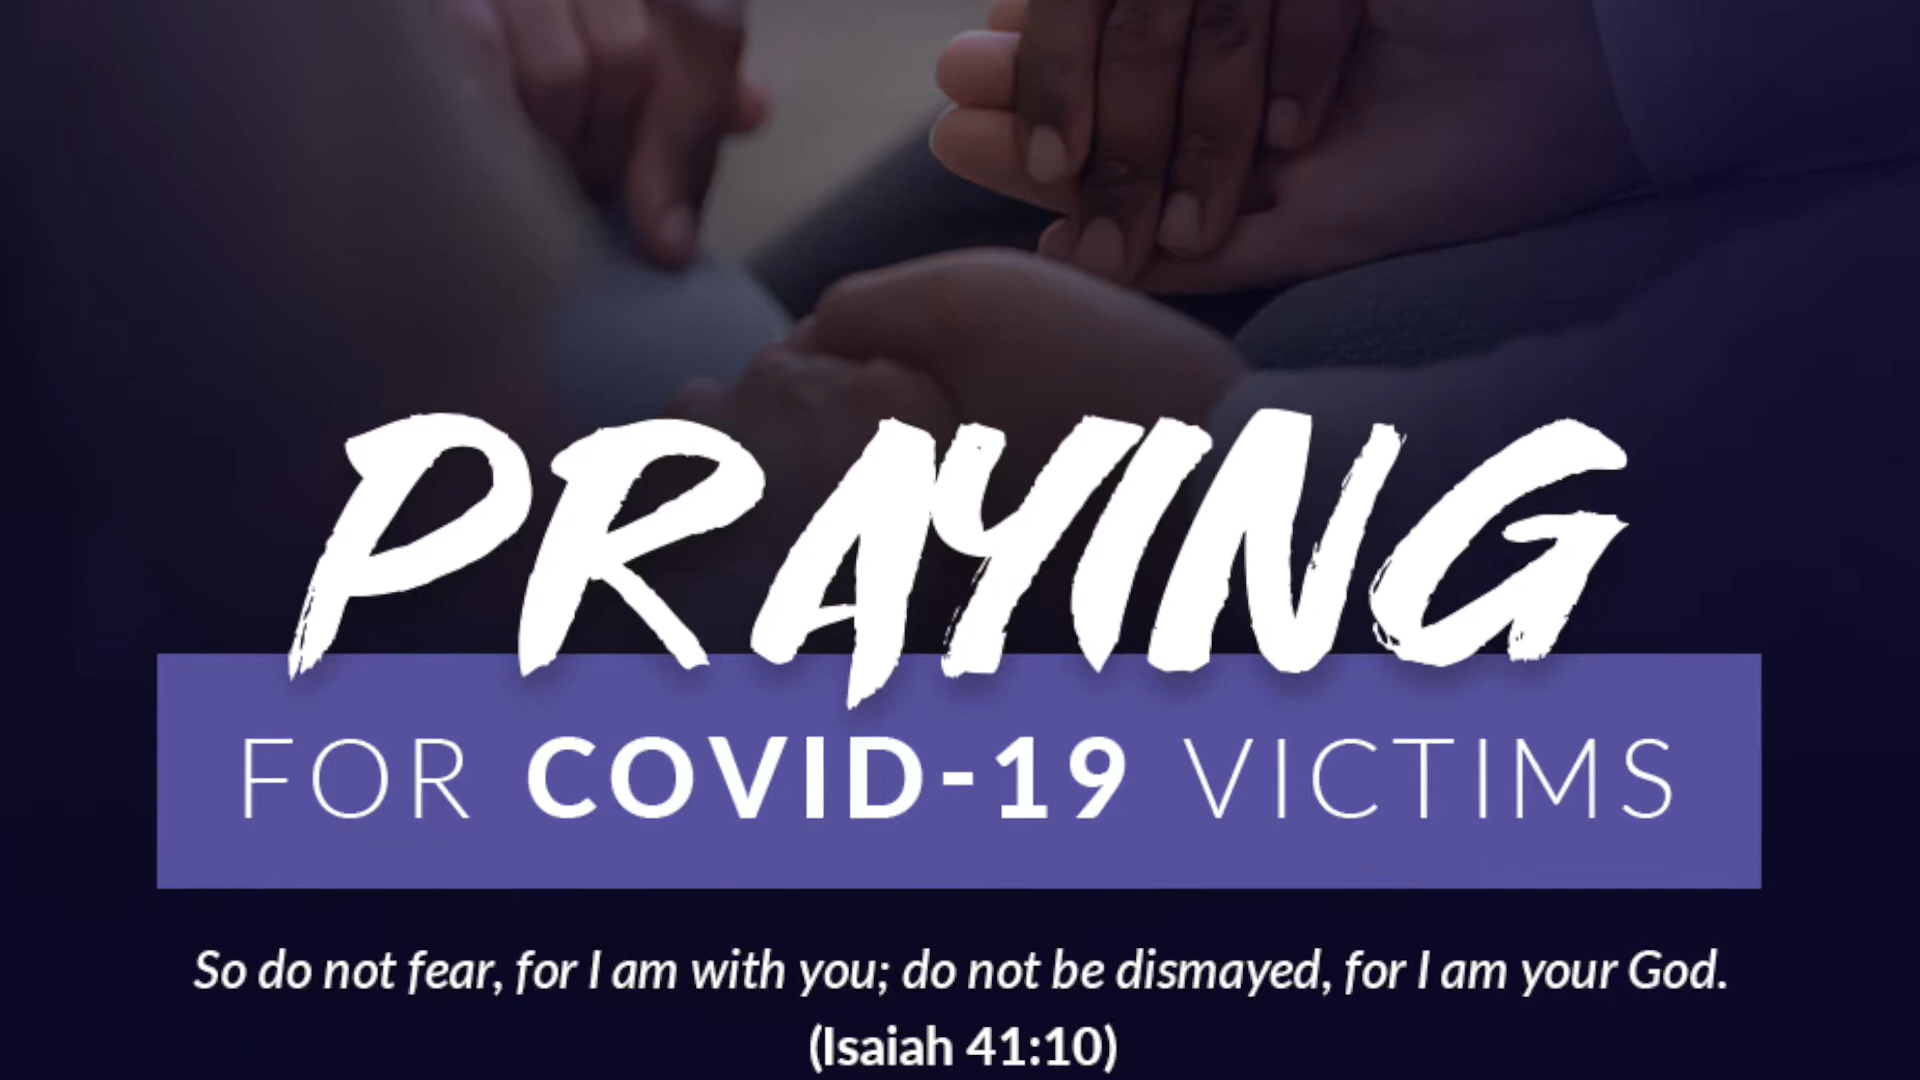 PRAYING
FOR COVID-19 VICTIMS
So do not fear, for I am with you; do not be dismayed, for I am your God.
(Isaiah 41:10)